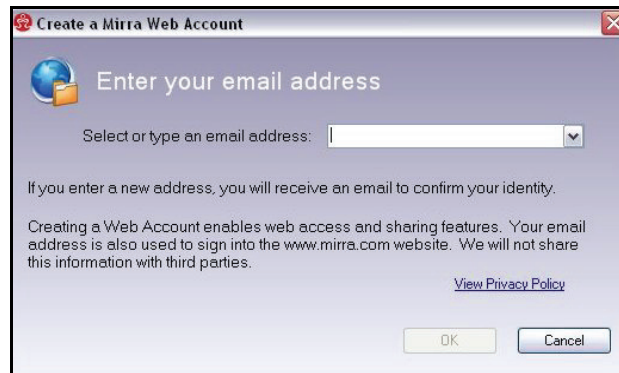 Create a Mirra Web Account
Enter your email address
Select or type an email address:
If you enter a new address, you will receive an email to confirm your identity.
Creating a Web Account enables web access and sharing features. Your email
address is also used to sign into the www.mirra.com website. We will not share
this information with third parties.
View Privacy Policy
OK
Cancel